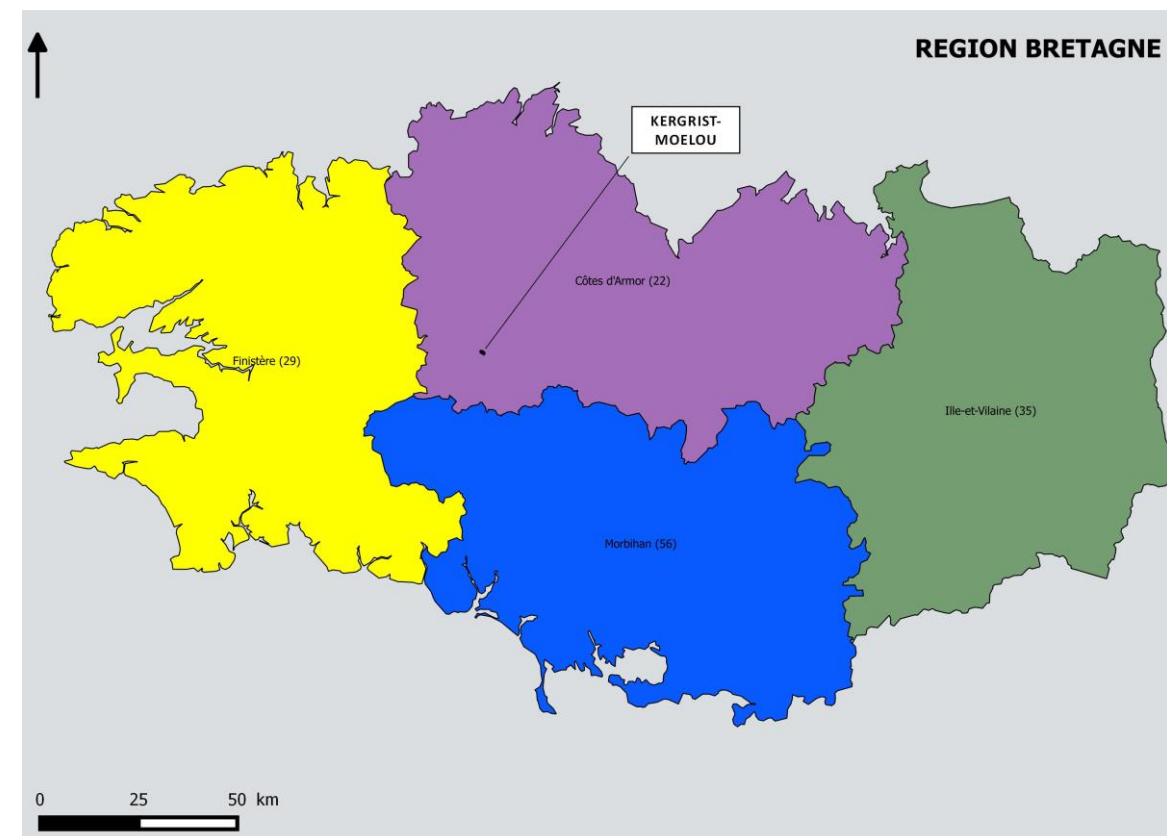 REGION BRETAGNE
KERGRIST-
MOELOU
Côtes d'Armor (22)
Finistère (29)
Ille-et-Vilaine (35)
Morbihan (56)
0 25 50 km